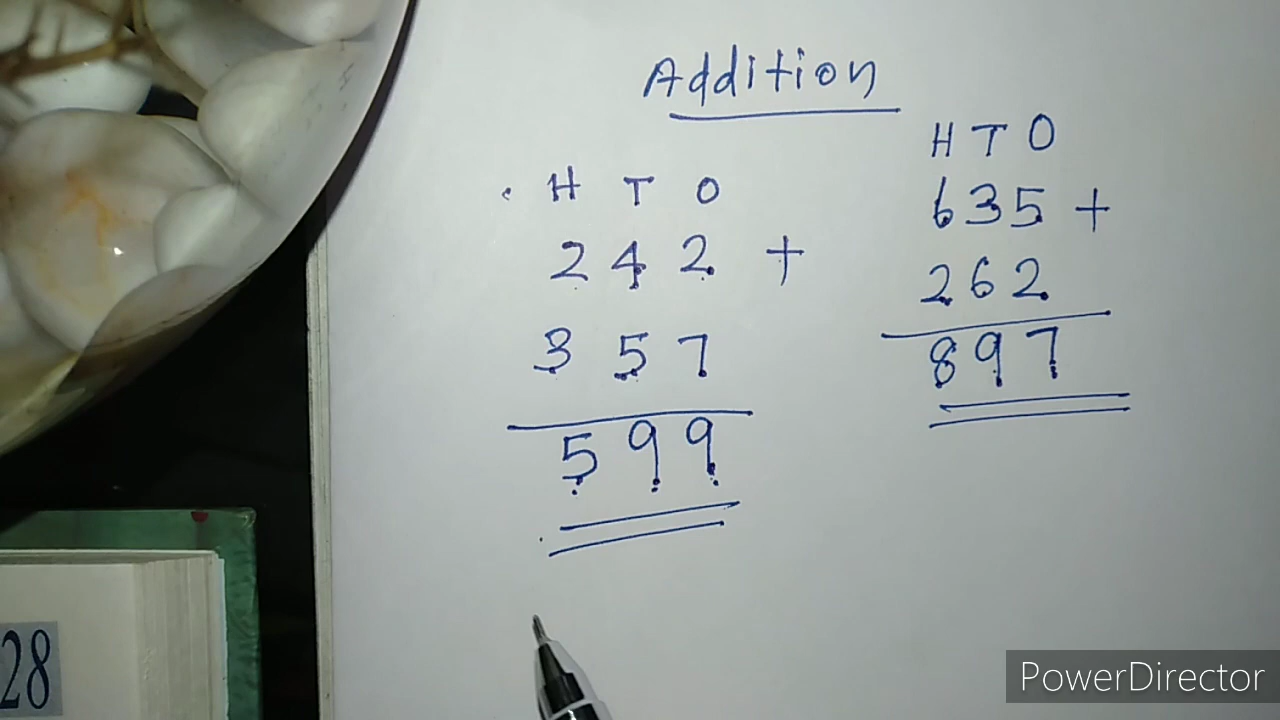 Addition
H T O
242 +
357
599
H T O
635 +
262
897
28
PowerDirector